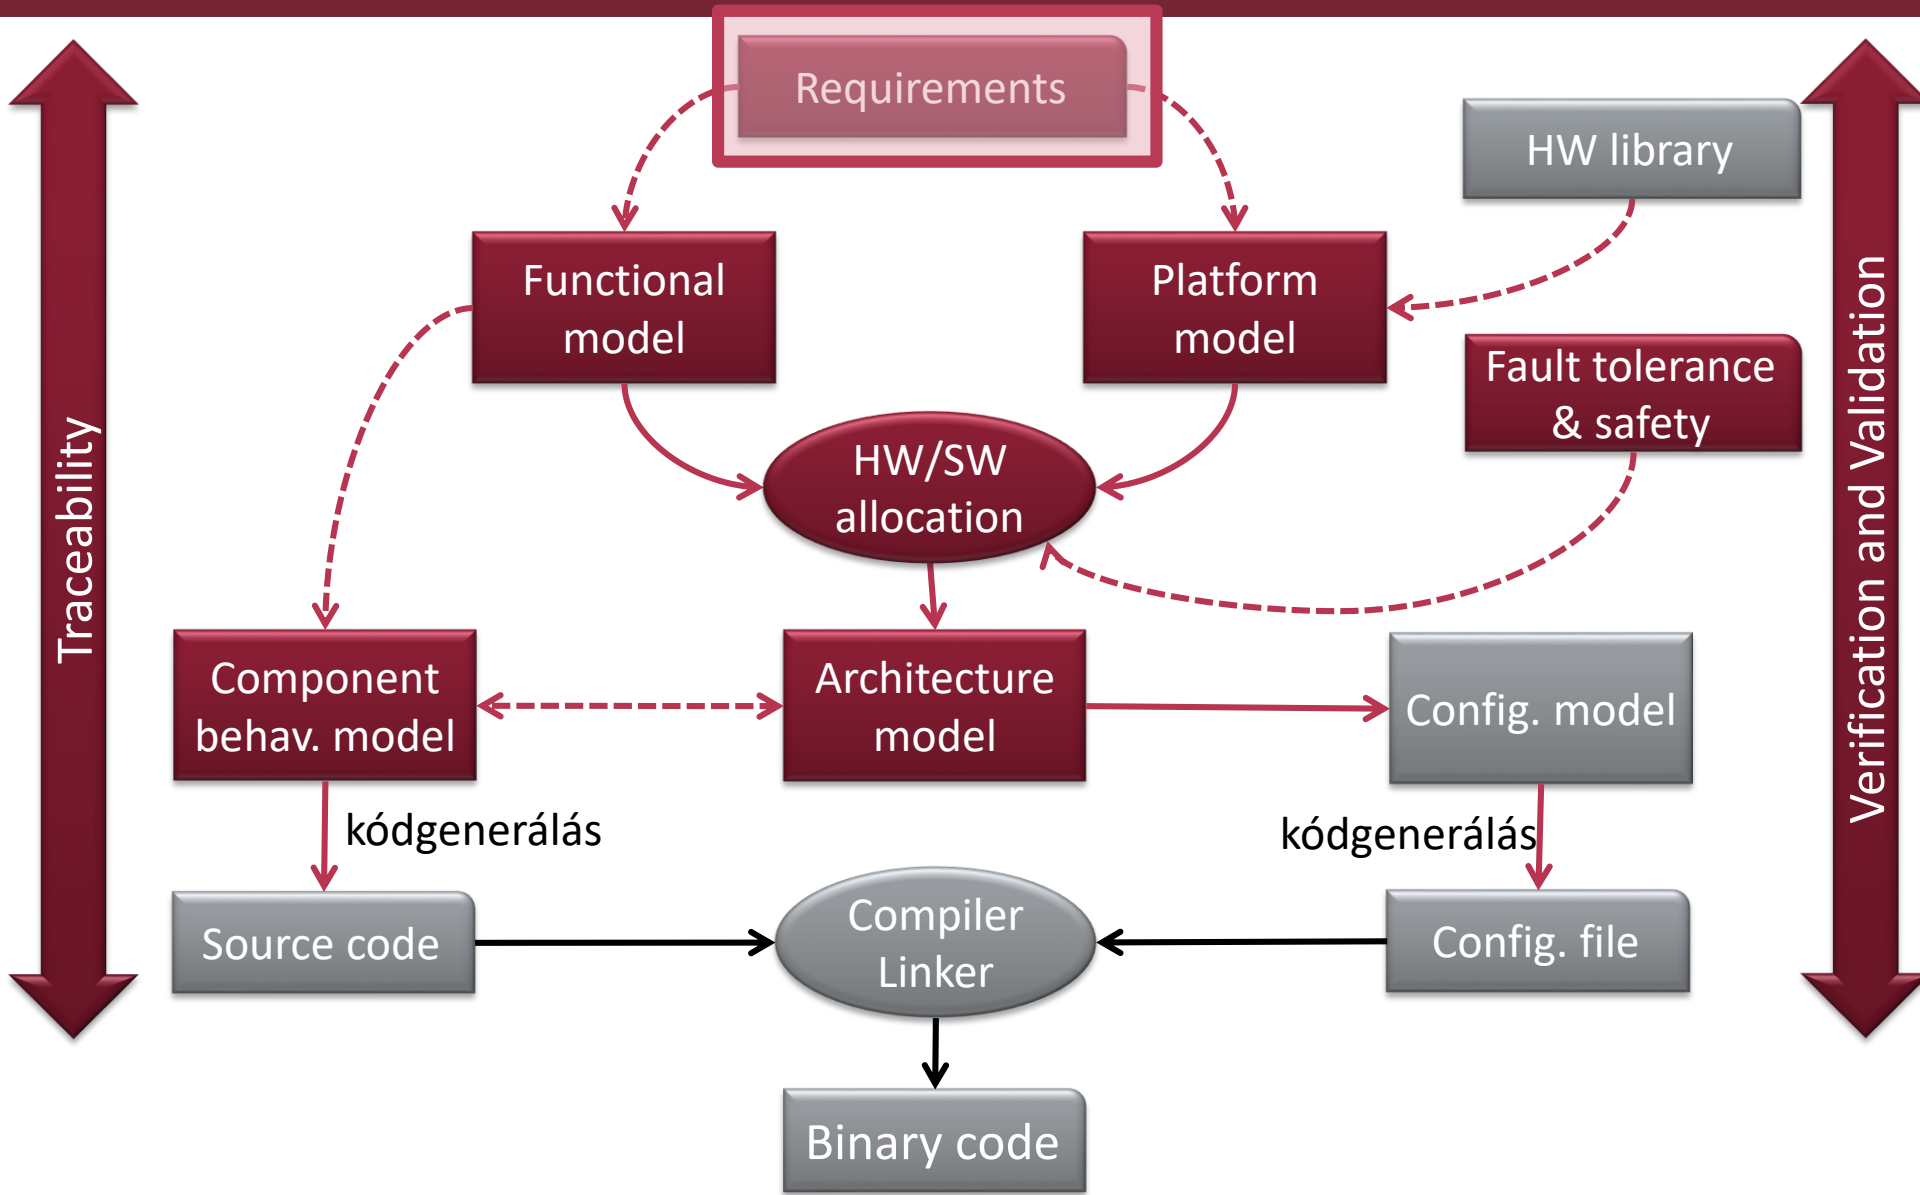 Requirements
HW library
Functional
model
Platform
model
Fault tolerance
& safety
HW/SW
allocation
Traceability
Verification and Validation
Component
behav. model
Architecture
model
Config. model
kódgenerálás
kódgenerálás
Source code
Compiler
Linker
Config. file
Binary code